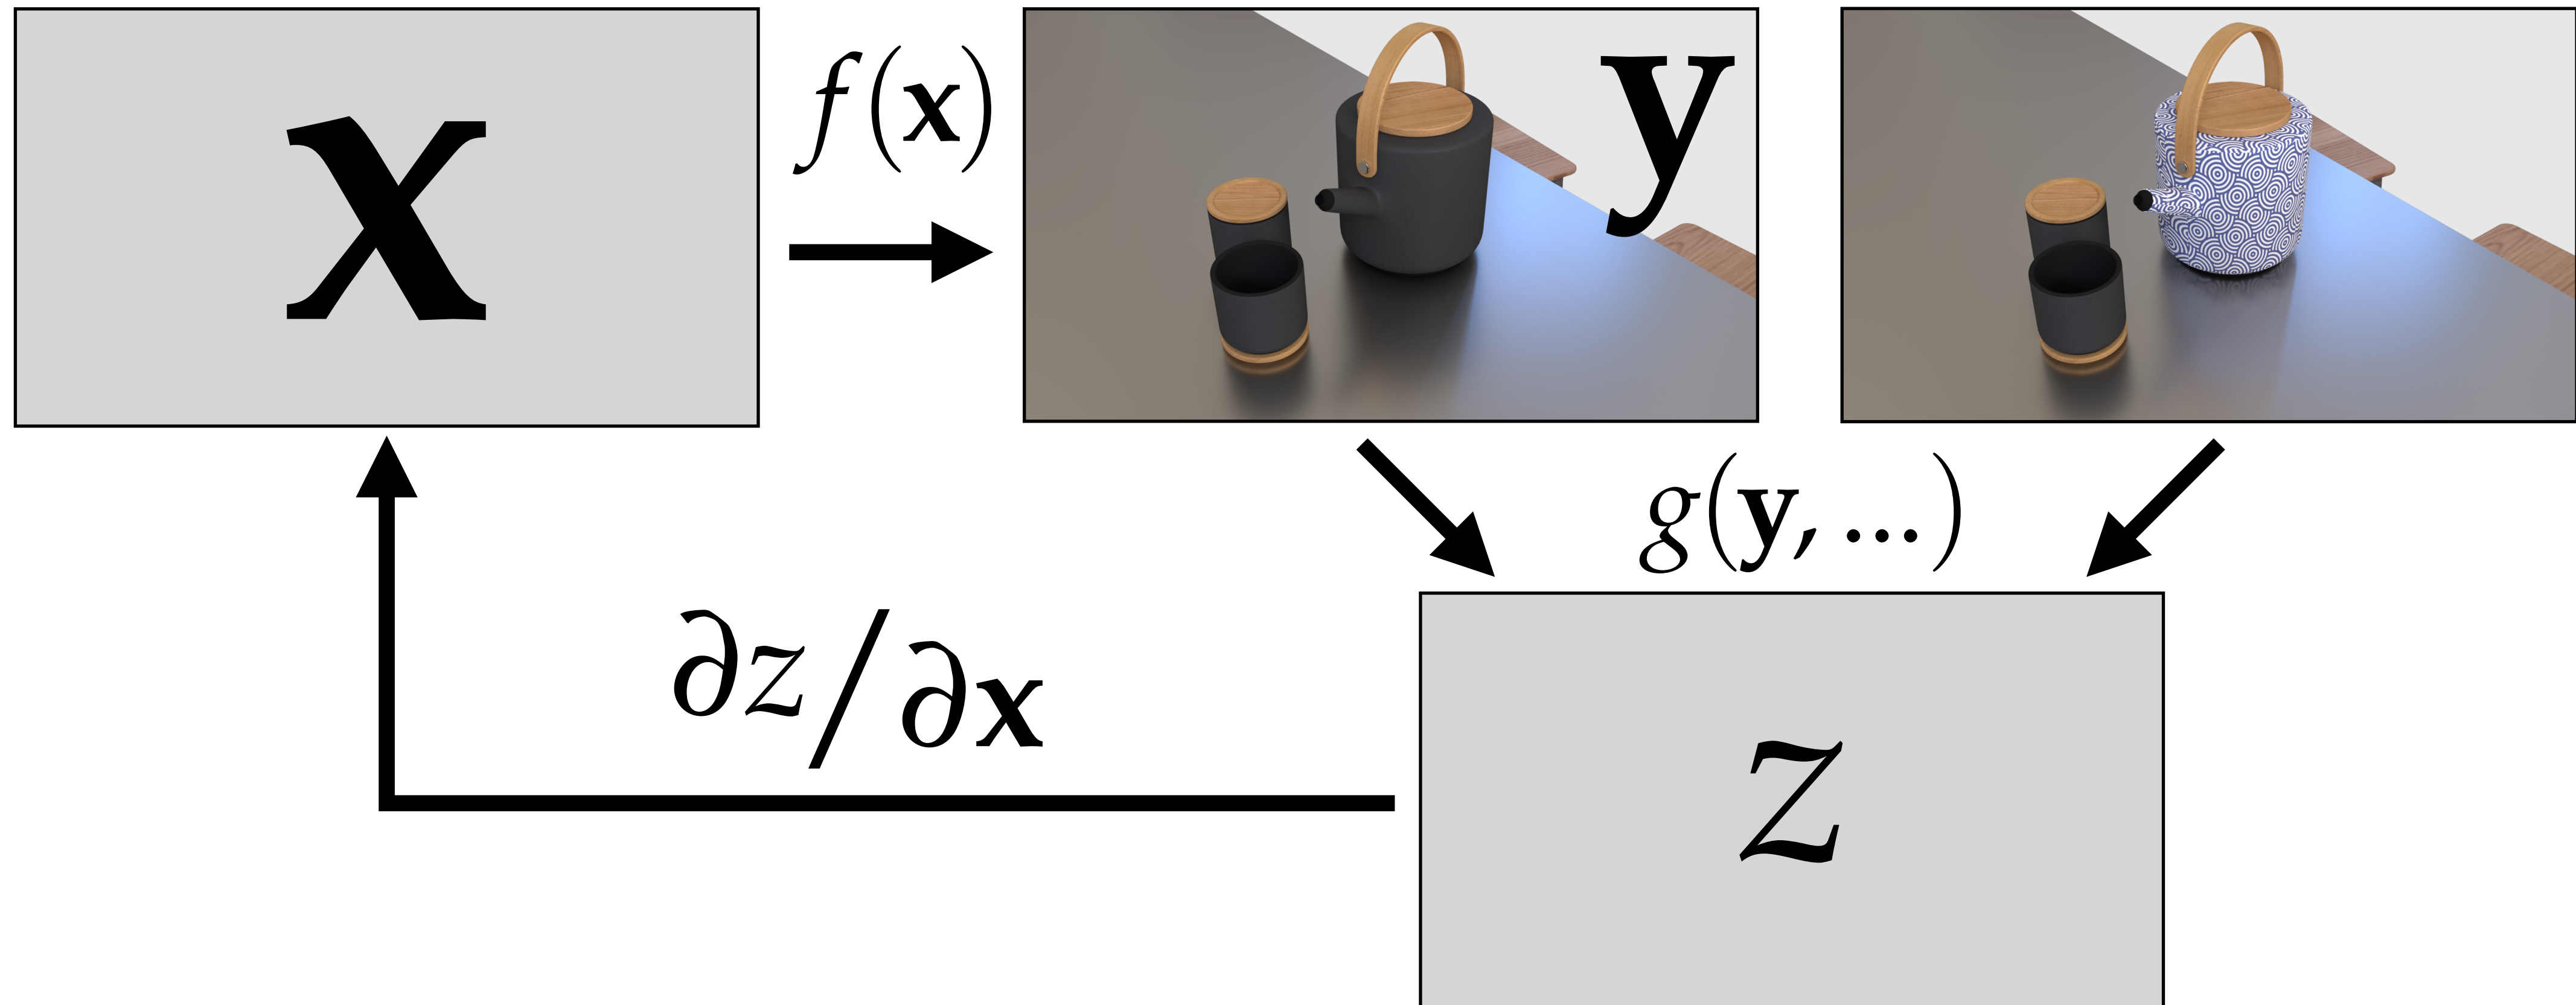 x
f(x)
y
g(y, ...)
∂z/∂x
z